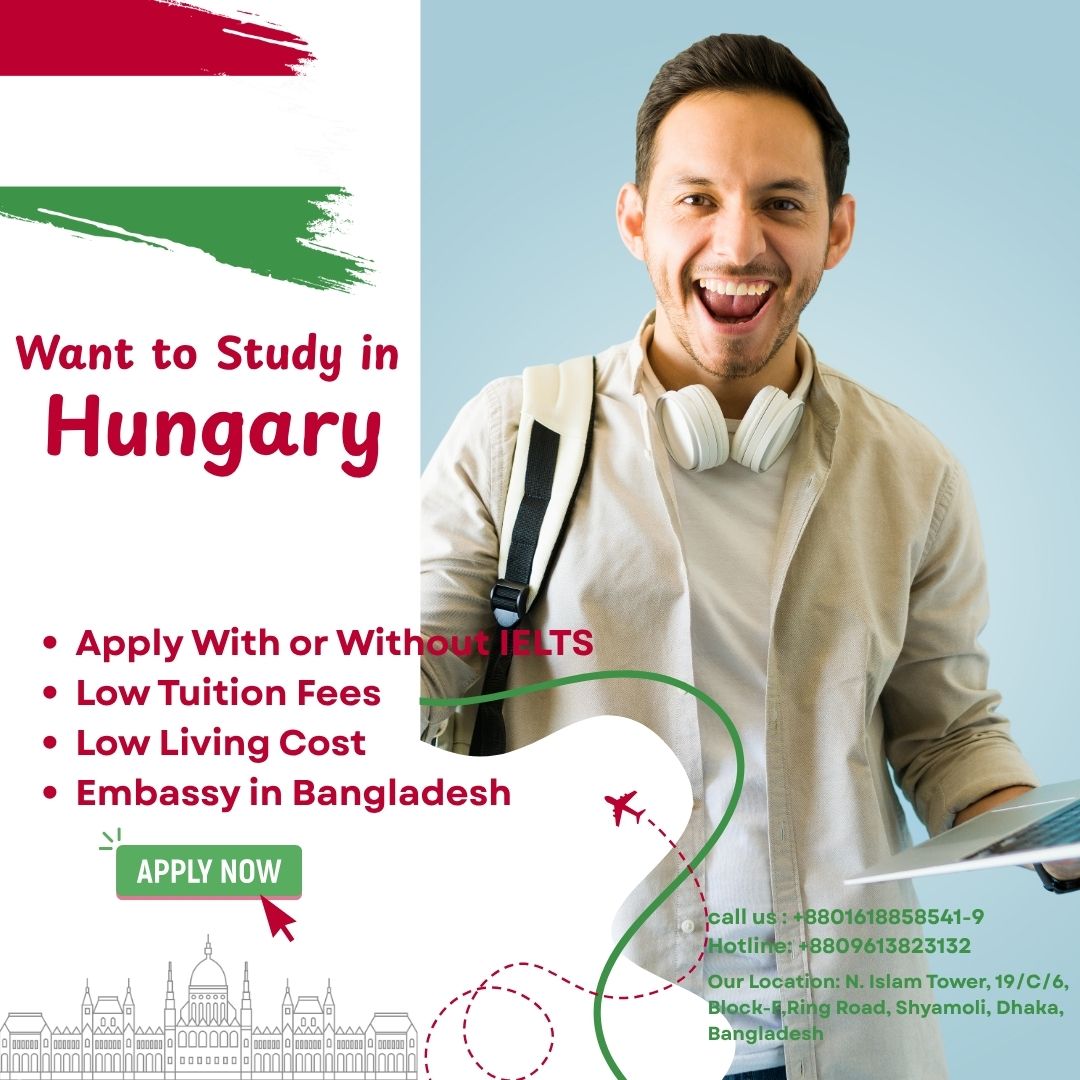 Want to Study in
Hungary
• Apply With or Without IELTS
• Low Tuition Fees
• Low Living Cost
• Embassy in Bangladesh
APPLY NOW
call us : +8801618858541-9
Hotline: +8809613823132
Our Location: N. Islam Tower, 19/C/6,
Block-F,Ring Road, Shyamoli, Dhaka,
Bangladesh